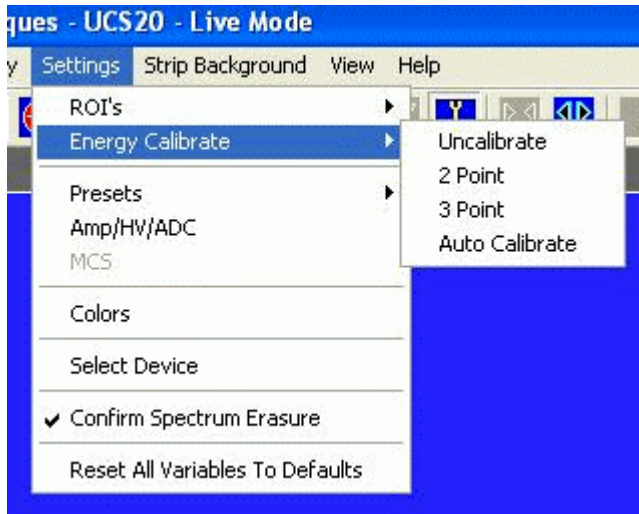 ques - UCS20 - Live Mode
y Settings Strip Background View Help
ROI's
Energy Calibrate
Uncalibrate
2 Point
3 Point
Auto Calibrate
Presets
Amp/HV/ADC
MCS
Colors
Select Device
Confirm Spectrum Erasure
Reset All Variables To Defaults